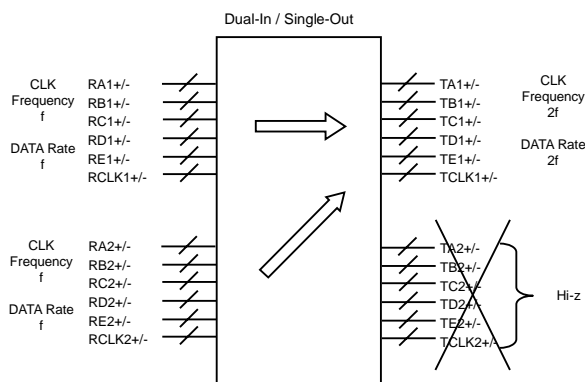 Dual-In / Single-Out
CLK
Frequency
f
DATA Rate
f
RA1+/-
RB1+/-
RC1+/-
RD1+/-
RE1+/-
RCLK1+/-
TA1+/-
TB1+/-
TC1+/-
TD1+/-
TE1+/-
TCLK1+/-
CLK
Frequency
2f
DATA Rate
2f
CLK
Frequency
f
DATA Rate
f
RA2+/-
RB2+/-
RC2+/-
RD2+/-
RE2+/-
RCLK2+/-
TA2+/-
TB2+/-
TC2+/-
TD2+/-
TE2+/-
TCLK2+/-
Hi-z